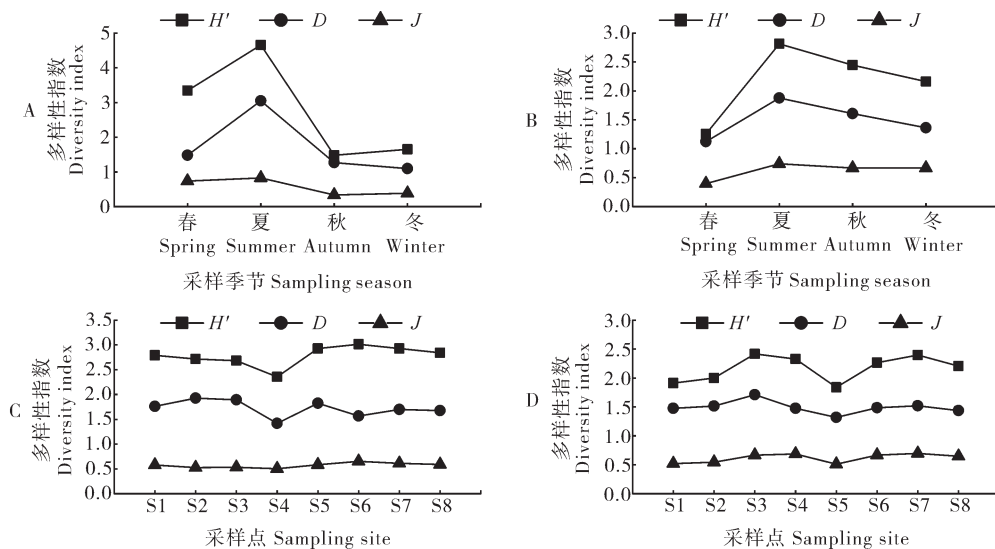 H′ D J
5
4
3
2
1
0
多样性指数
Diversity index
A
春 夏 秋 冬
Spring Summer Autumn Winter
采样季节 Sampling season
H′ D J
3.0
2.5
2.0
1.5
1.0
0.5
0
多样性指数
Diversity index
B
春 夏 秋 冬
Spring Summer Autumn Winter
采样季节 Sampling season
H′ D J
3.5
3.0
2.5
2.0
1.5
1.0
0.5
0.0
多样性指数
Diversity index
C
S1 S2 S3 S4 S5 S6 S7 S8
采样点 Sampling site
H′ D J
3.0
2.5
2.0
1.5
1.0
0.5
0.0
多样性指数
Diversity index
D
S1 S2 S3 S4 S5 S6 S7 S8
采样点 Sampling site